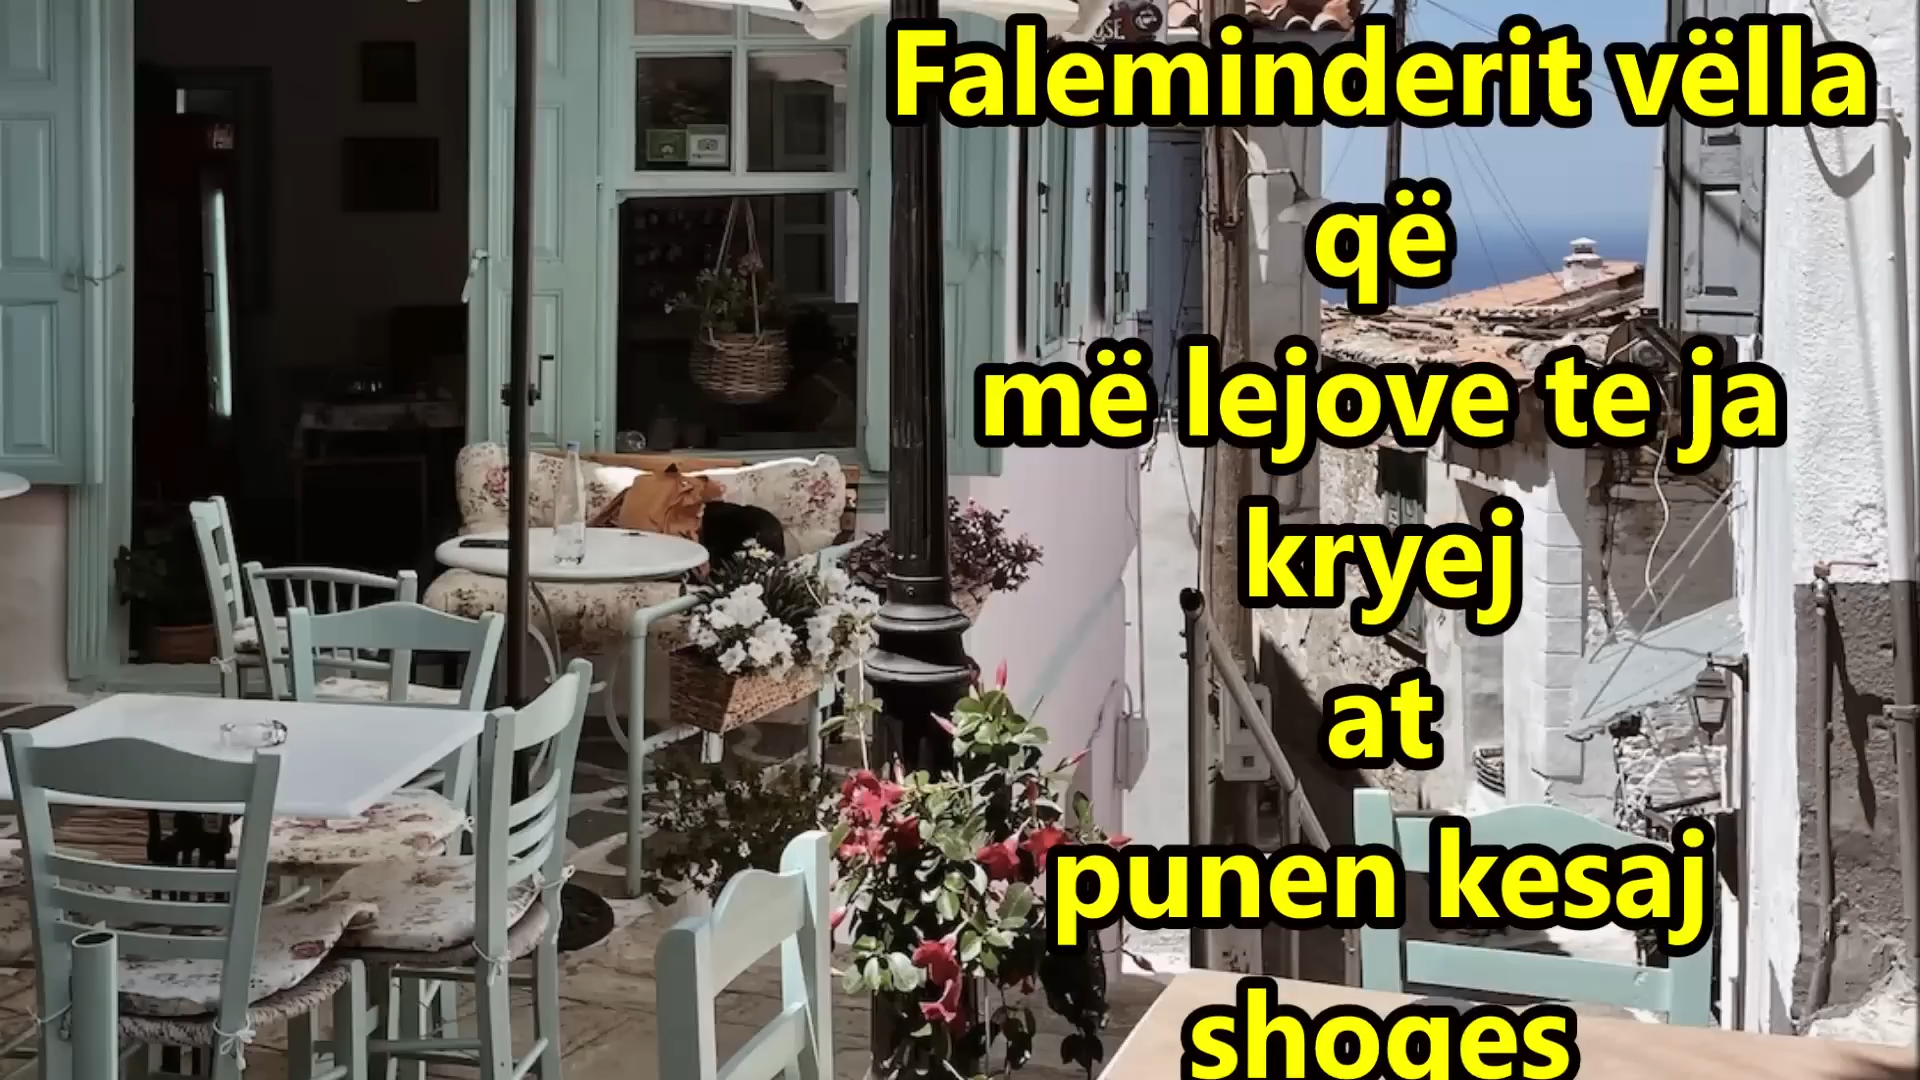 Faleminderit vëlla
që
më lejove te ja
kryej
at
punen kesaj
shoqes